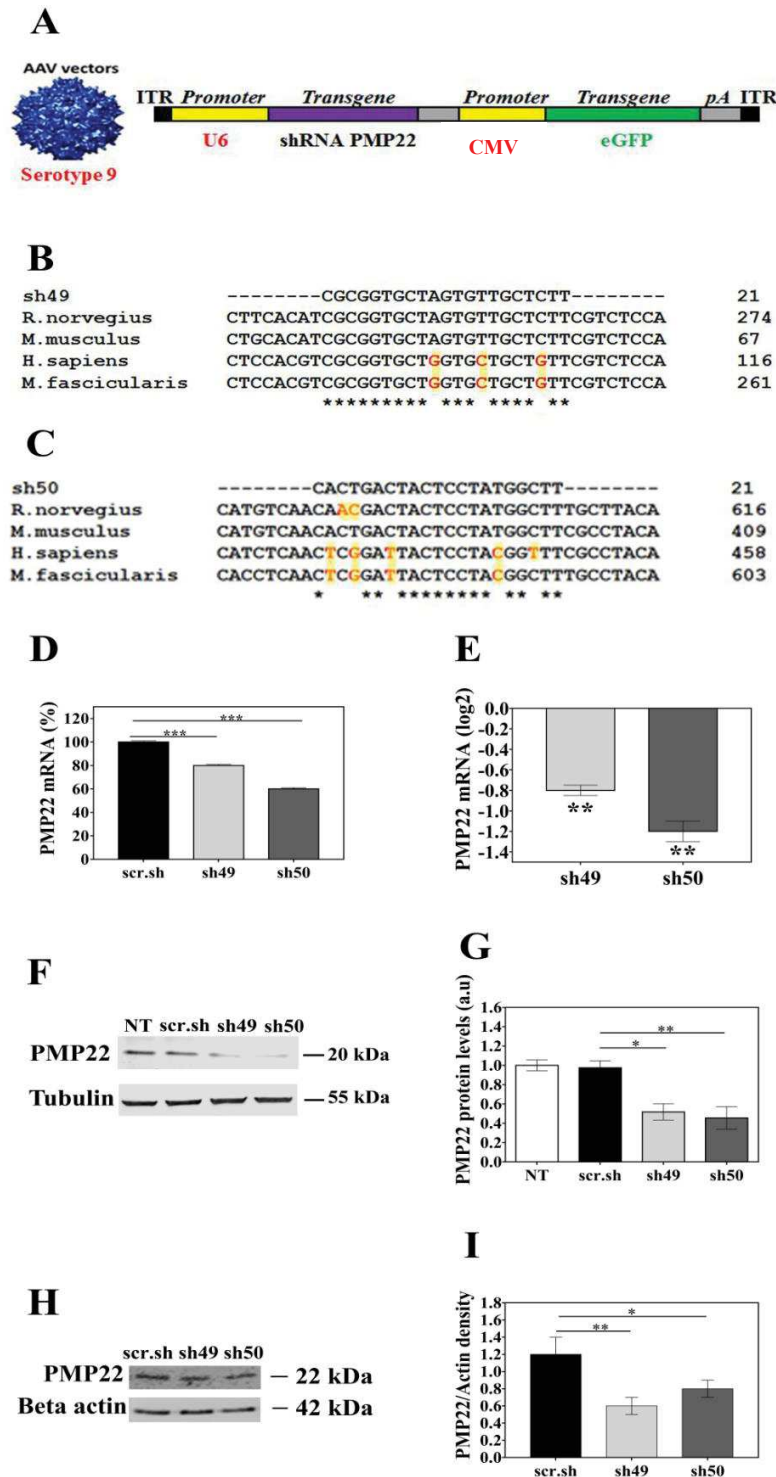 A
AAV vectors
Serotype 9
ITR Promoter Transgene Promoter Transgene pA ITR
U6 shRNA PMP22 CMV eGFP
B
sh49 --------CGCGGTGCTAGTGTTGCTCTT-------- 21
R.norvegius CTTCACATCGCGGTGCTAGTGTTGCTCTTCGTCTCCA 274
M.musculus CTGCACATCGCGGTGCTAGTGTTGCTCTTCGTCTCCA 67
H.sapiens CTCCACGTCGCGGTGCTGGTGCTGCTGTTCGTCTCCA 116
M.fascicularis CTCCACGTCGCGGTGCTGGTGCTGCTGTTCGTCTCCA 261
********* *** **** **
C
sh50 --------CACTGACTACTCCTATGGCTT-------- 21
R.norvegius CATGTCAACAACGACTACTCCTATGGCTTTGCTTACA 616
M.musculus CATGTCAACACTGACTACTCCTATGGCTTCGCCTACA 409
H.sapiens CATCTCAACTCGGATTACTCCTACGGTTTCGCCTACA 458
M.fascicularis CACCTCAACTCGGATTACTCCTACGGCTTTGCCTACA 603
* ** ******** ** **
D
PMP22 mRNA (%)
120
100
80
60
40
20
0
***
***
scr.sh sh49 sh50
E
PMP22 mRNA (log2)
0.0
-0.2
-0.4
-0.6
-0.8
-1.0
-1.2
-1.4
**
**
sh49 sh50
F
NT scr.sh sh49 sh50
PMP22 20 kDa
Tubulin 55 kDa
G
PMP22 protein levels (a.u)
1.6
1.4
1.2
1.0
0.8
0.6
0.4
0.2
0.0
**
*
NT scr.sh sh49 sh50
H
scr.sh sh49 sh50
PMP22 22 kDa
Beta actin 42 kDa
I
PMP22/Actin density
1.8
1.6
1.4
1.2
1.0
0.8
0.6
0.4
0.2
0.0
*
**
scr.sh sh49 sh50